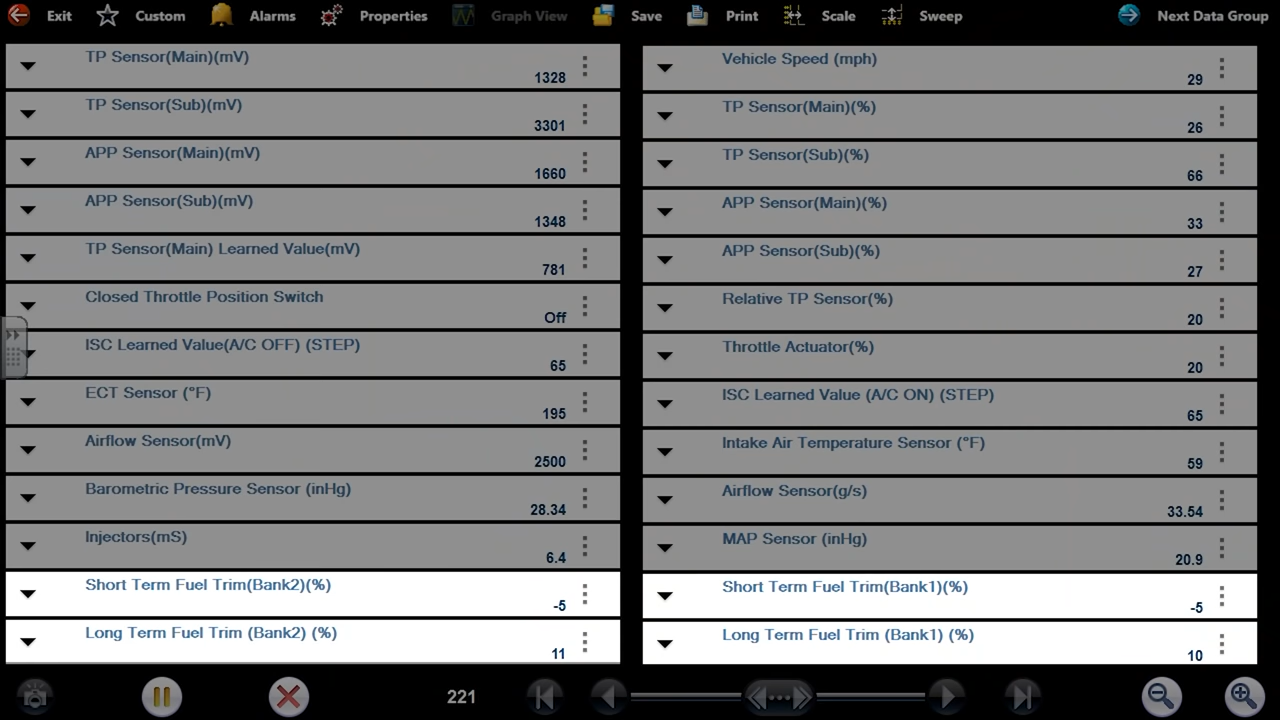 Exit Custom Alarms Properties Graph View Save Print Scale Sweep Next Data Group
TP Sensor(Main)(mV)
1328
Vehicle Speed (mph)
29
TP Sensor(Sub)(mV)
3301
TP Sensor(Main)(%)
26
APP Sensor(Main)(mV)
1660
TP Sensor(Sub)(%)
66
APP Sensor(Sub)(mV)
1348
APP Sensor(Main)(%)
33
TP Sensor(Main) Learned Value(mV)
781
APP Sensor(Sub)(%)
27
Closed Throttle Position Switch
Off
Relative TP Sensor(%)
20
ISC Learned Value(A/C OFF) (STEP)
65
Throttle Actuator(%)
20
ECT Sensor (°F)
195
ISC Learned Value (A/C ON) (STEP)
65
Airflow Sensor(mV)
2500
Intake Air Temperature Sensor (°F)
59
Barometric Pressure Sensor (inHg)
28.34
Airflow Sensor(g/s)
33.54
Injectors(mS)
6.4
MAP Sensor (inHg)
20.9
Short Term Fuel Trim(Bank2)(%)
-5
Short Term Fuel Trim(Bank1)(%)
-5
Long Term Fuel Trim (Bank2) (%)
11
Long Term Fuel Trim (Bank1) (%)
10
221